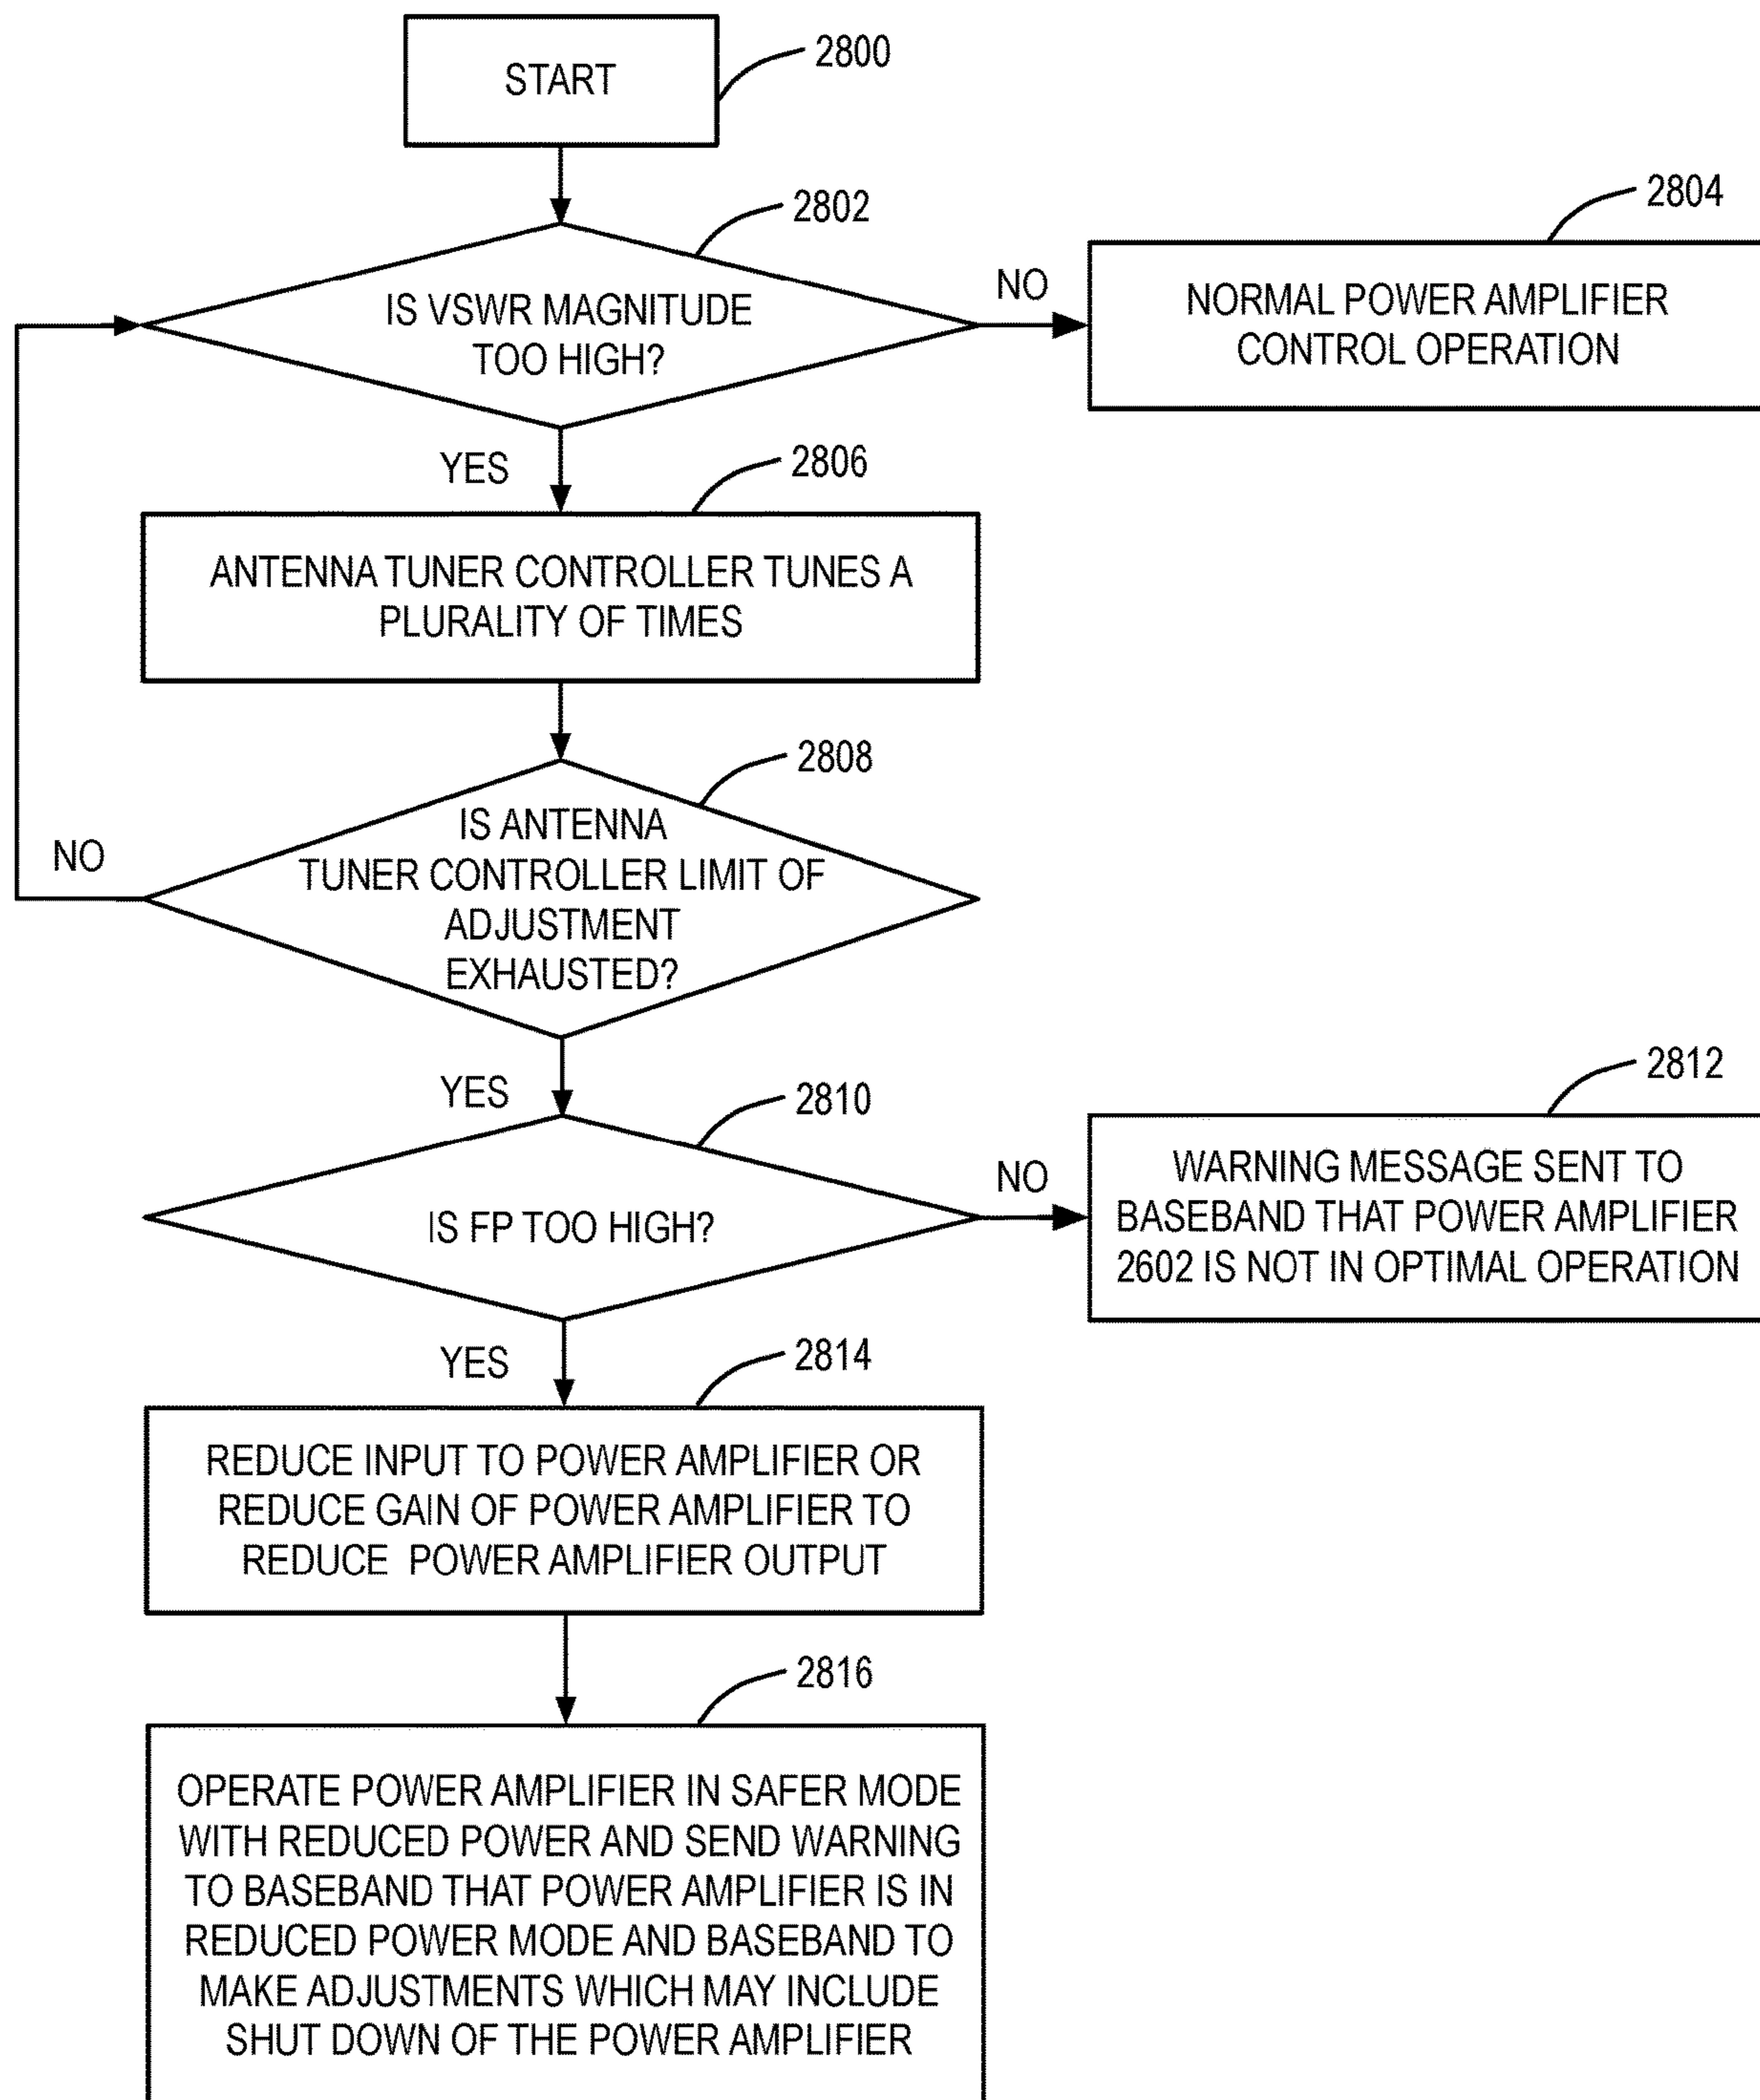 START
2800
2802
IS VSWR MAGNITUDE
TOO HIGH?
NO
2804
NORMAL POWER AMPLIFIER
CONTROL OPERATION
YES
2806
ANTENNA TUNER CONTROLLER TUNES A
PLURALITY OF TIMES
2808
IS ANTENNA
TUNER CONTROLLER LIMIT OF
ADJUSTMENT
EXHAUSTED?
NO
YES
2810
IS FP TOO HIGH?
NO
2812
WARNING MESSAGE SENT TO
BASEBAND THAT POWER AMPLIFIER
2602 IS NOT IN OPTIMAL OPERATION
YES
2814
REDUCE INPUT TO POWER AMPLIFIER OR
REDUCE GAIN OF POWER AMPLIFIER TO
REDUCE POWER AMPLIFIER OUTPUT
2816
OPERATE POWER AMPLIFIER IN SAFER MODE
WITH REDUCED POWER AND SEND WARNING
TO BASEBAND THAT POWER AMPLIFIER IS IN
REDUCED POWER MODE AND BASEBAND TO
MAKE ADJUSTMENTS WHICH MAY INCLUDE
SHUT DOWN OF THE POWER AMPLIFIER